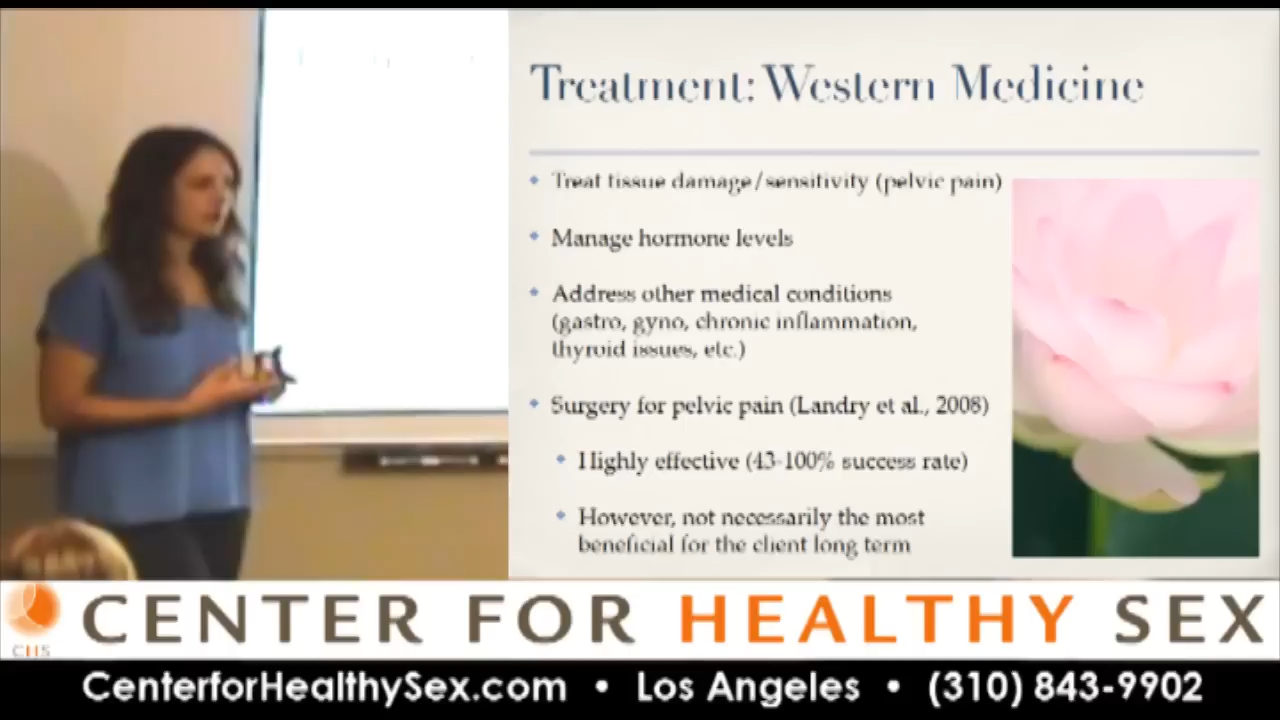 Treatment: Western Medicine
Treat tissue damage/sensitivity (pelvic pain)
Manage hormone levels
Address other medical conditions
(gastro, gyno, chronic inflammation,
thyroid issues, etc.)
Surgery for pelvic pain (Landry et al., 2008)
Highly effective (43-100% success rate)
However, not necessarily the most
beneficial for the client long term
CHS
CENTER FOR HEALTHY SEX
CenterforHealthySex.com • Los Angeles • (310) 843-9902